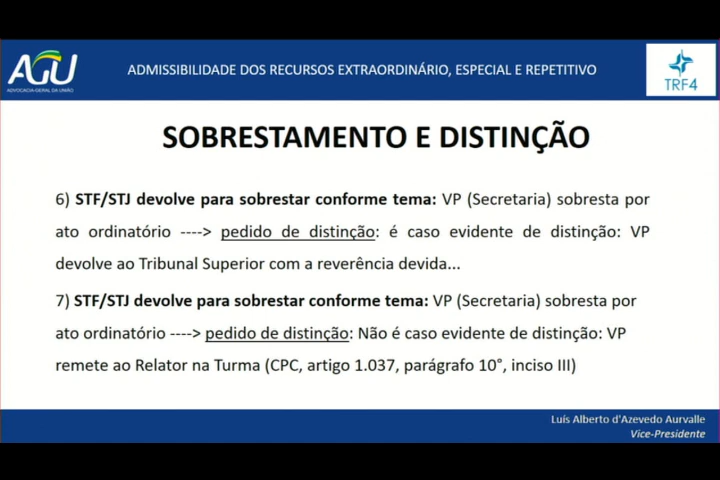 AGU
ADVOCACIA-GERAL DA UNIÃO
ADMISSIBILIDADE DOS RECURSOS EXTRAORDINÁRIO, ESPECIAL E REPETITIVO
TRF4
SOBRESTAMENTO E DISTINÇÃO
6) STF/STJ devolve para sobrestar conforme tema: VP (Secretaria) sobresta por
ato ordinatório ----> pedido de distinção: é caso evidente de distinção: VP
devolve ao Tribunal Superior com a reverência devida...
7) STF/STJ devolve para sobrestar conforme tema: VP (Secretaria) sobresta por
ato ordinatório ----> pedido de distinção: Não é caso evidente de distinção: VP
remete ao Relator na Turma (CPC, artigo 1.037, parágrafo 10°, inciso III)
Luís Alberto d'Azevedo Aurvalle
Vice-Presidente